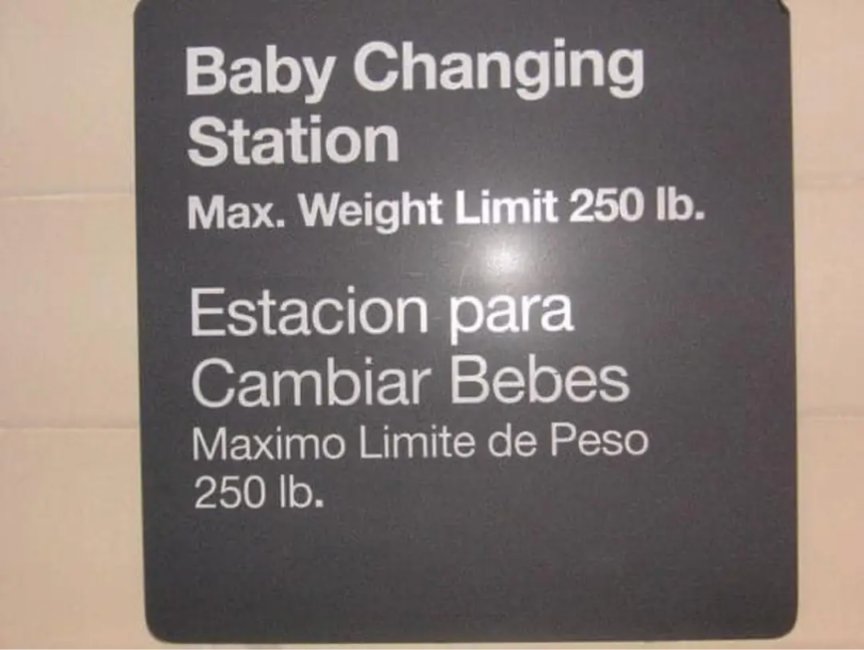 Baby Changing
Station
Max. Weight Limit 250 lb.
Estacion para
Cambiar Bebes
Maximo Limite de Peso
250 lb.